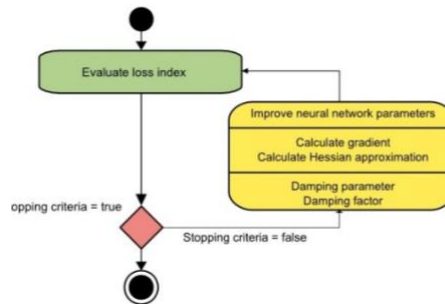 Evaluate loss index
Improve neural network parameters
Calculate gradient
Calculate Hessian approximation
Damping parameter
Damping factor
opping criteria = true
Stopping criteria = false